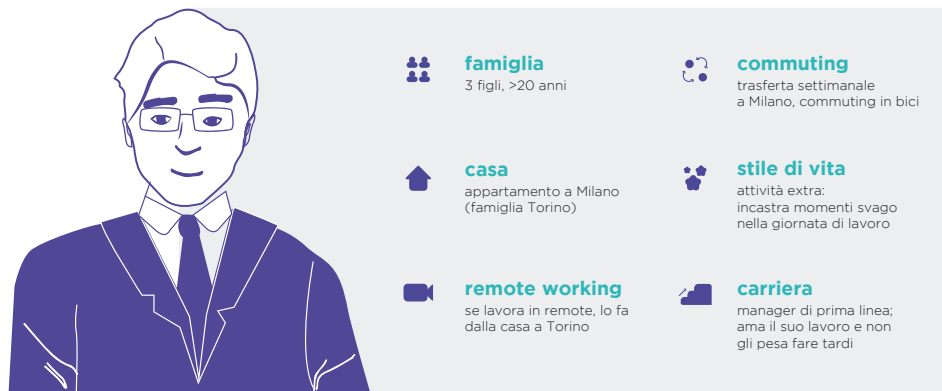 famiglia
3 figli, >20 anni
commuting
trasferta settimanale
a Milano, commuting in bici
casa
appartamento a Milano
(famiglia Torino)
stile di vita
attività extra:
incastra momenti svago
nella giornata di lavoro
remote working
se lavora in remote, lo fa
dalla casa a Torino
carriera
manager di prima linea;
ama il suo lavoro e non
gli pesa fare tardi